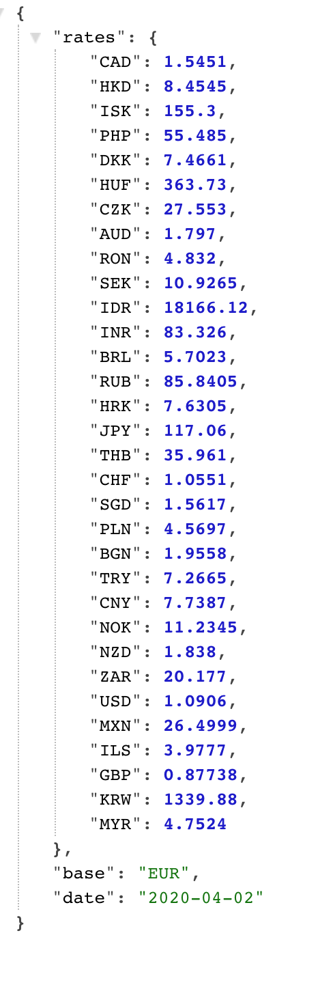 {
"rates": {
"CAD": 1.5451,
"HKD": 8.4545,
"ISK": 155.3,
"PHP": 55.485,
"DKK": 7.4661,
"HUF": 363.73,
"CZK": 27.553,
"AUD": 1.797,
"RON": 4.832,
"SEK": 10.9265,
"IDR": 18166.12,
"INR": 83.326,
"BRL": 5.7023,
"RUB": 85.8405,
"HRK": 7.6305,
"JPY": 117.06,
"THB": 35.961,
"CHF": 1.0551,
"SGD": 1.5617,
"PLN": 4.5697,
"BGN": 1.9558,
"TRY": 7.2665,
"CNY": 7.7387,
"NOK": 11.2345,
"NZD": 1.838,
"ZAR": 20.177,
"USD": 1.0906,
"MXN": 26.4999,
"ILS": 3.9777,
"GBP": 0.87738,
"KRW": 1339.88,
"MYR": 4.7524
},
"base": "EUR",
"date": "2020-04-02"
}